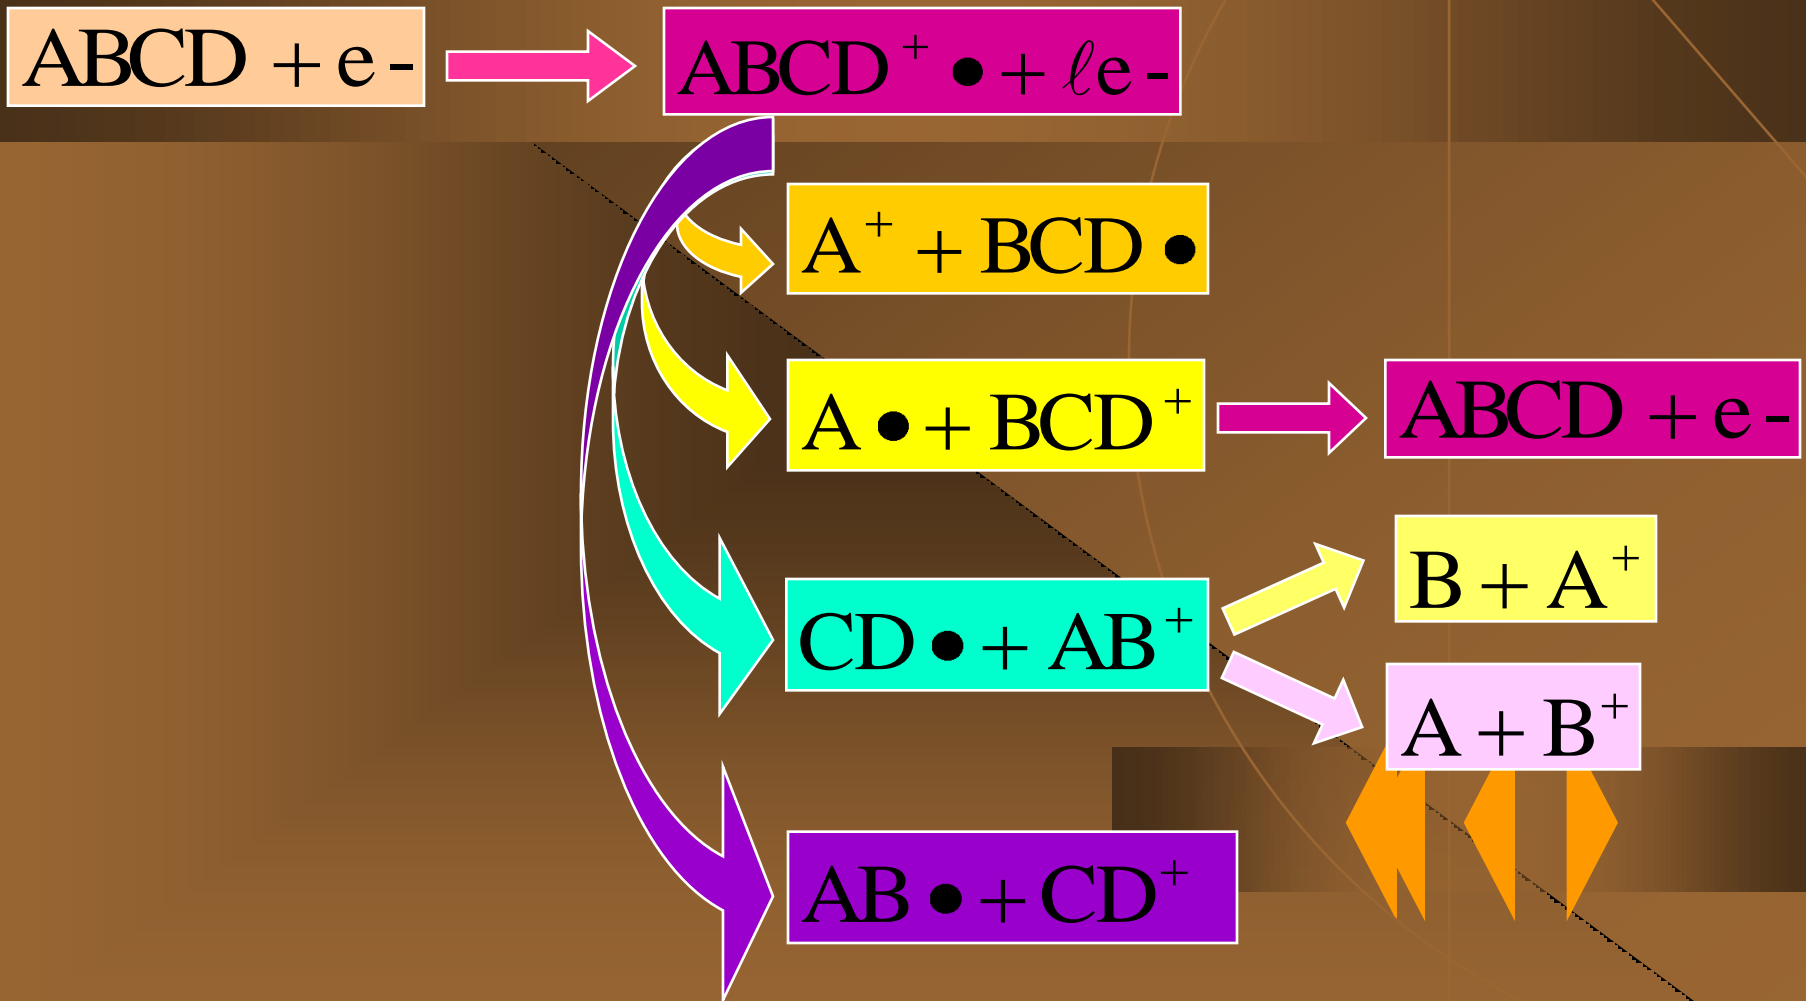 ABCD + e -
ABCD⁺ • + ℓe -
A⁺ + BCD •
A • + BCD⁺
ABCD + e -
CD • + AB⁺
B + A⁺
A + B⁺
AB • + CD⁺